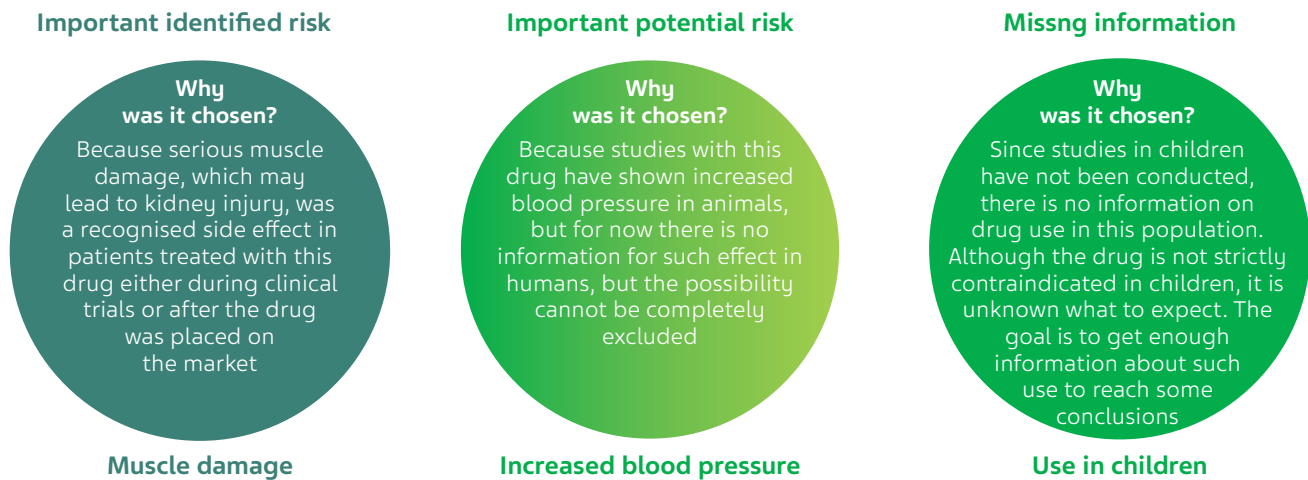 Important identified risk
Why
was it chosen?
Because serious muscle
damage, which may
lead to kidney injury, was
a recognised side effect in
patients treated with this
drug either during clinical
trials or after the drug
was placed on
the market
Muscle damage
Important potential risk
Why
was it chosen?
Because studies with this
drug have shown increased
blood pressure in animals,
but for now there is no
information for such effect in
humans, but the possibility
cannot be completely
excluded
Increased blood pressure
Missng information
Why
was it chosen?
Since studies in children
have not been conducted,
there is no information on
drug use in this population.
Although the drug is not strictly
contraindicated in children, it is
unknown what to expect. The
goal is to get enough
information about such
use to reach some
conclusions
Use in children